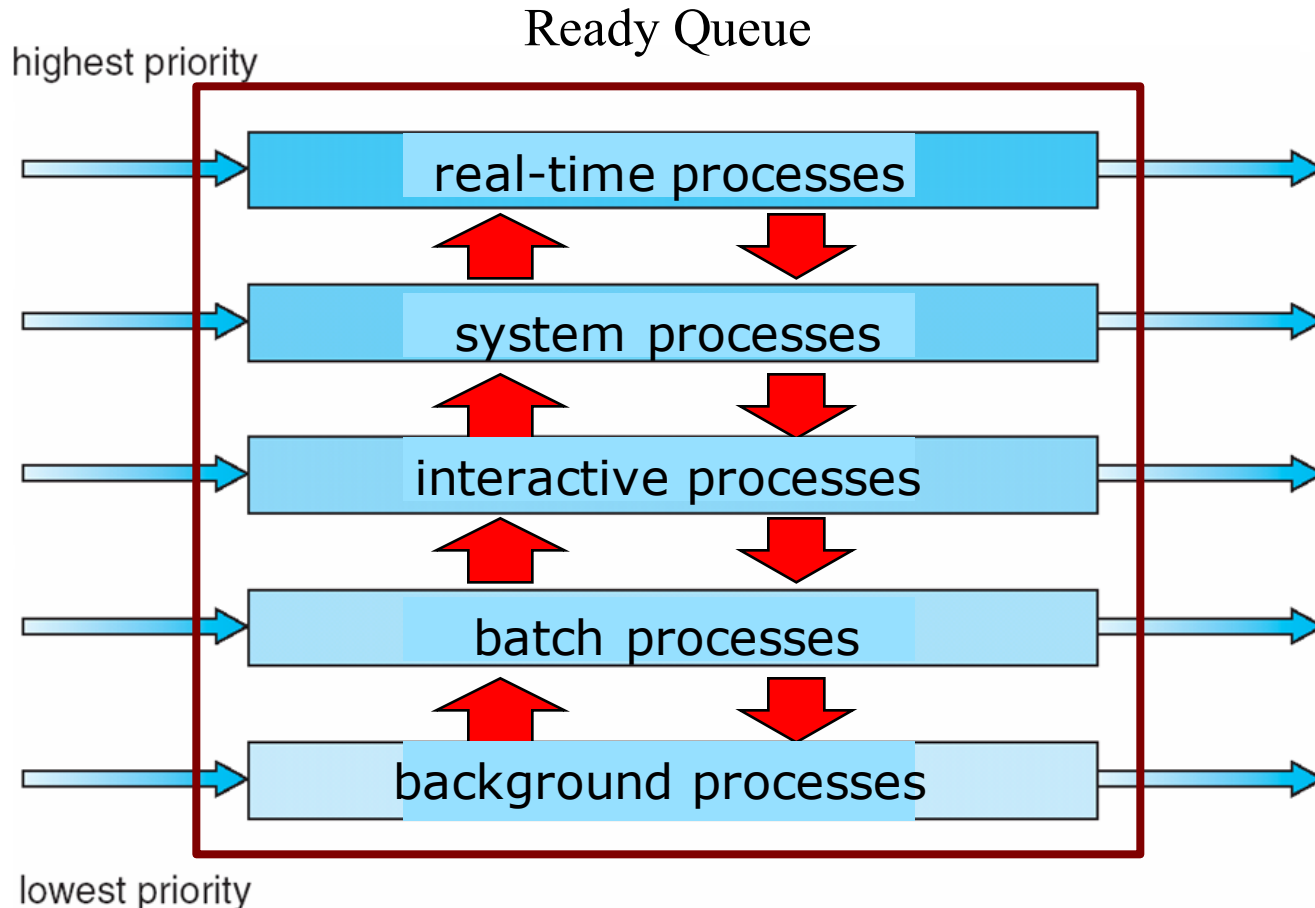 Ready Queue
highest priority
real-time processes
system processes
interactive processes
batch processes
background processes
lowest priority